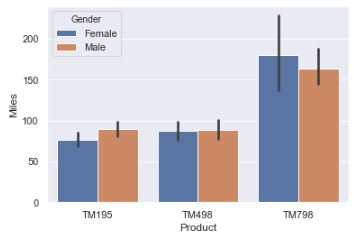 Gender
Female
Male
Miles
200
150
100
50
0
TM195
TM498
TM798
Product